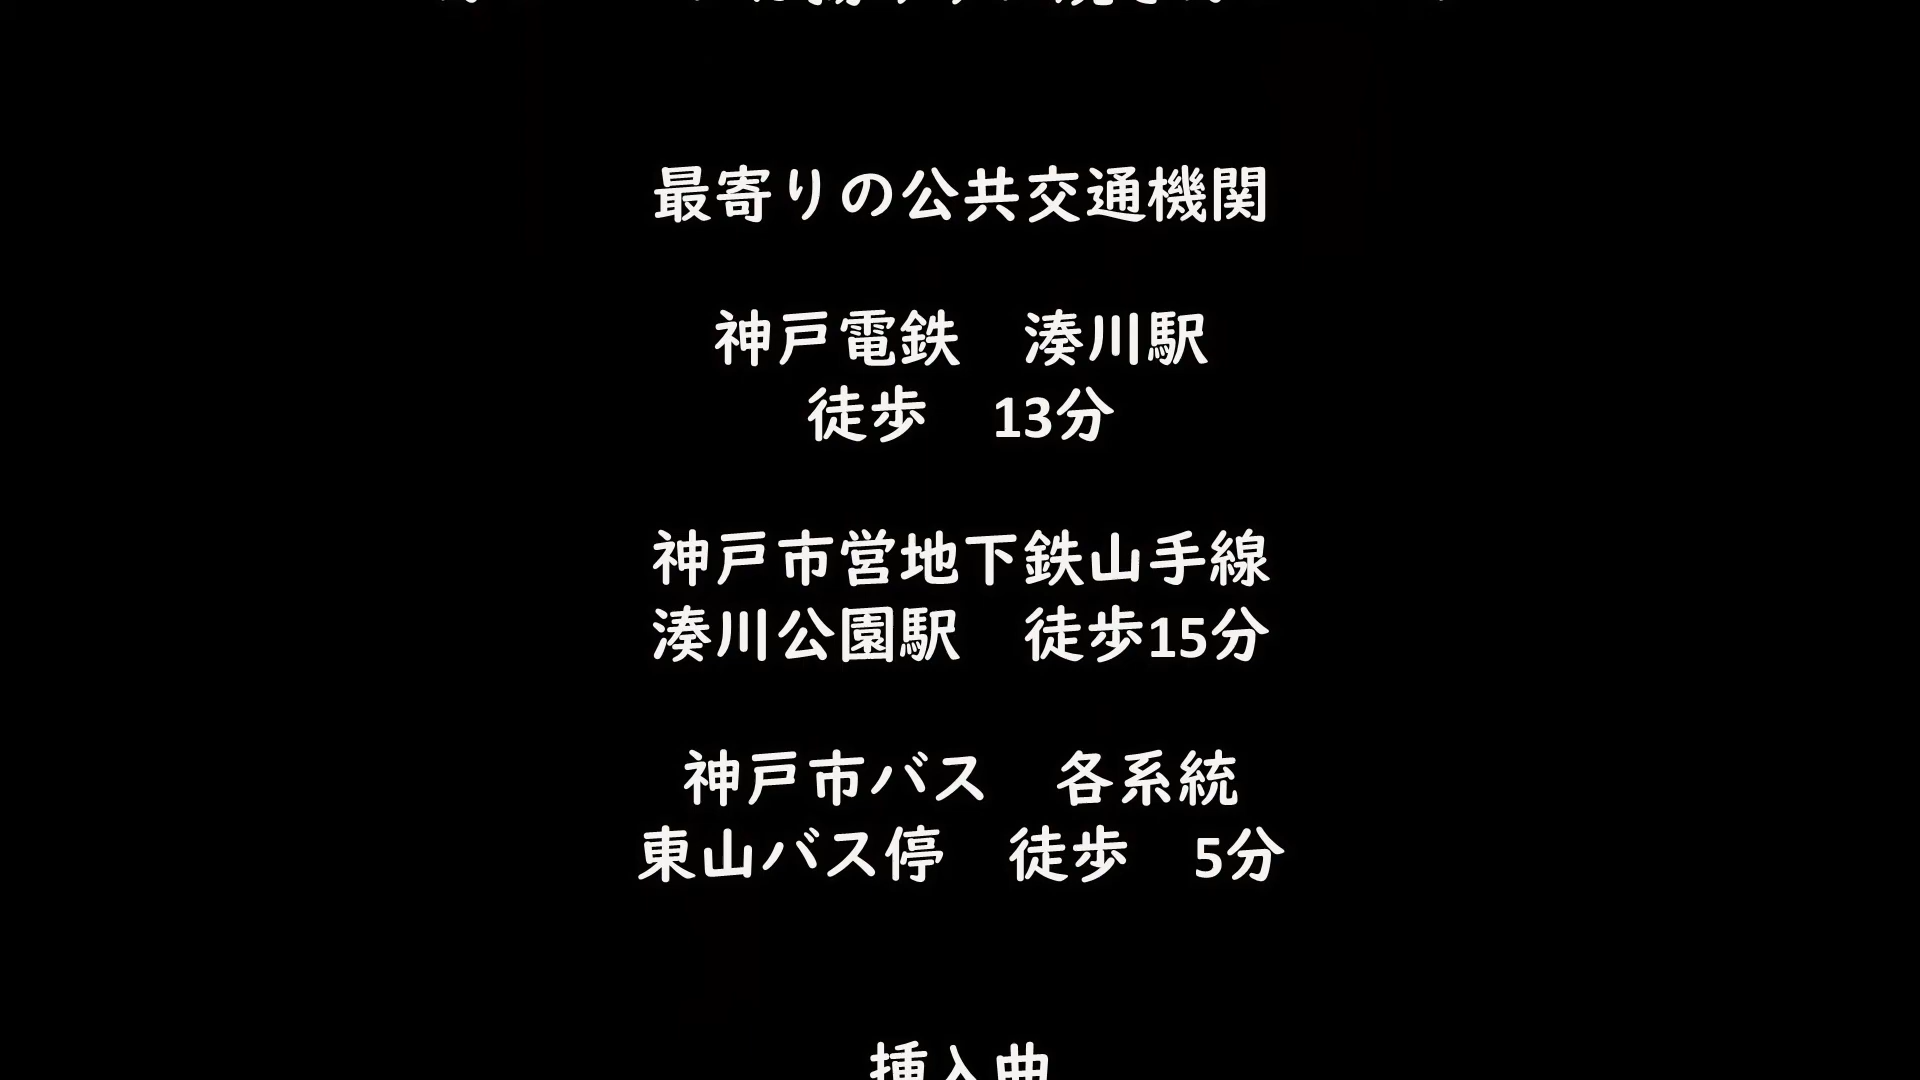 最寄りの公共交通機関
神戸電鉄　湊川駅
徒歩　13分
神戸市営地下鉄山手線
湊川公園駅　徒歩15分
神戸市バス　各系統
東山バス停　徒歩　5分
挿入曲